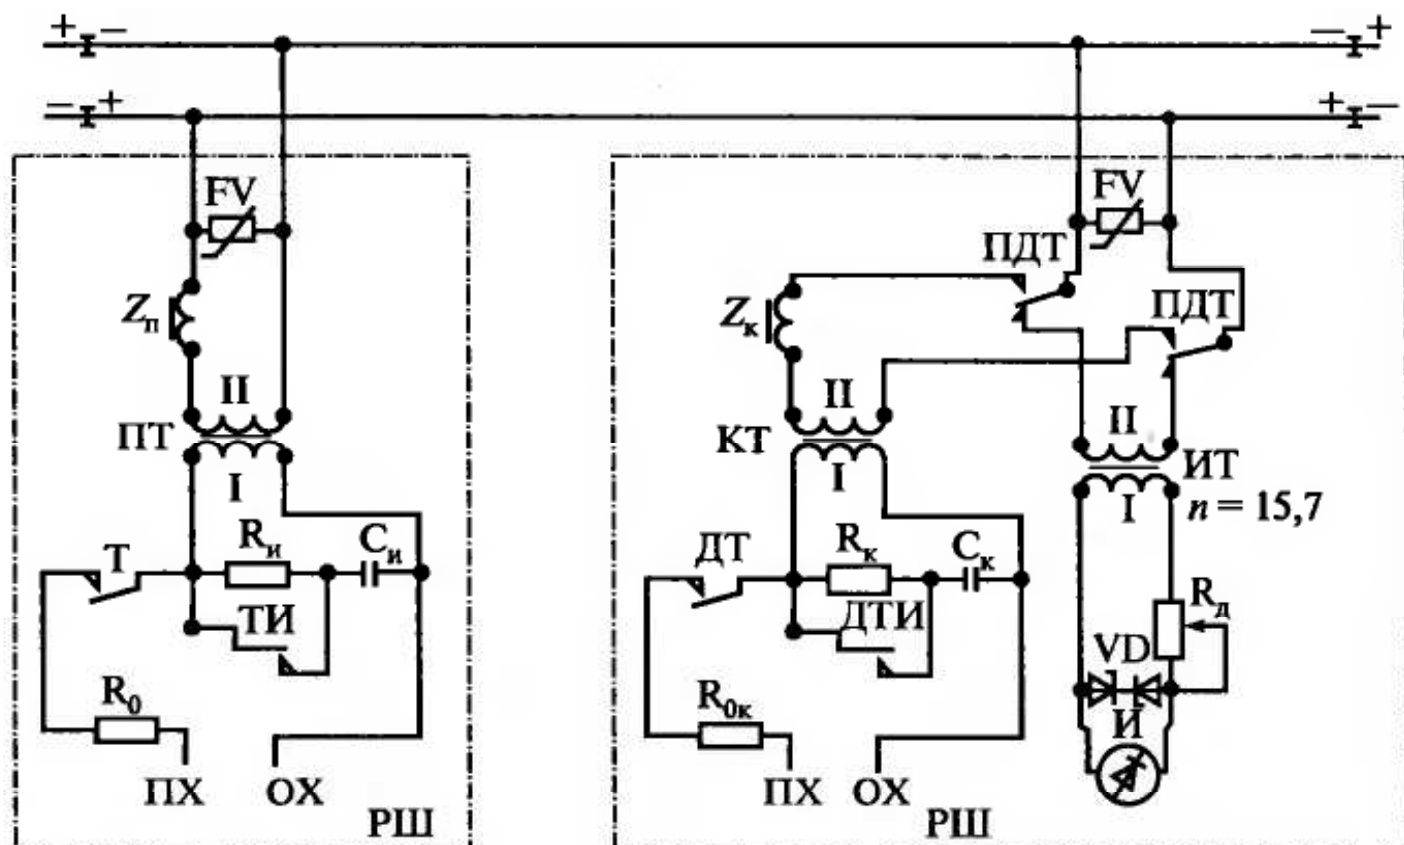 + − − +
− + + −
FV FV
ПДТ
Zп Zк ПДТ
II II
ПТ КТ II
I I ИТ
I n = 15,7
Rи Cи Rк Cк
Т ДТ
ТИ ДТИ Rд
VD
R0 R0к
И
ПХ ОХ ПХ ОХ
РШ РШ